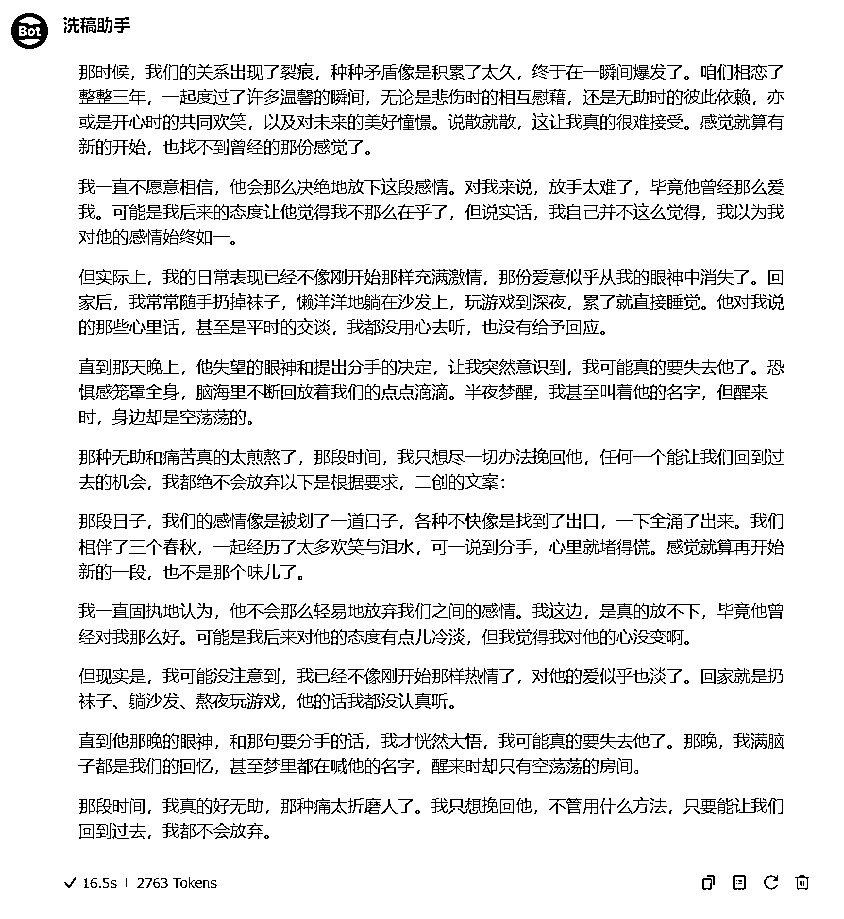 Bot
洗稿助手
那时候，我们的关系出现了裂痕，种种矛盾像是积累了太久，终于在一瞬间爆发了。咱们相恋了
整整三年，一起度过了许多温馨的瞬间，无论是悲伤时的相互慰藉，还是无助时的彼此依赖，亦
或是开心时的共同欢笑，以及对未来的美好憧憬。说散就散，这让我真的很难接受。感觉就算有
新的开始，也找不到曾经的那份感觉了。
我一直不愿意相信，他会那么决绝地放下这段感情。对我来说，放手太难了，毕竟他曾经那么爱
我。可能是我后来的态度让他觉得我不那么在乎了，但说实话，我自己并不这么觉得，我以为我
对他的感情始终如一。
但实际上，我的日常表现已经不像刚开始那样充满激情，那份爱意似乎从我的眼神中消失了。回
家后，我常常随手扔掉袜子，懒洋洋地躺在沙发上，玩游戏到深夜，累了就直接睡觉。他对我说
的那些心里话，甚至是平时的交谈，我都没用心去听，也没有给予回应。
直到那天晚上，他失望的眼神和提出分手的决定，让我突然意识到，我可能真的要失去他了。恐
惧感笼罩全身，脑海里不断回放着我们的点点滴滴。半夜梦醒，我甚至叫着他的名字，但醒来
时，身边却是空荡荡的。
那种无助和痛苦真的太煎熬了，那段时间，我只想尽一切办法挽回他，任何一个能让我们回到过
去的机会，我都绝不会放弃以下是根据要求，二创的文案：
那段日子，我们的感情像是被划了一道口子，各种不快像是找到了出口，一下全涌了出来。我们
相伴了三个春秋，一起经历了太多欢笑与泪水，可一说到分手，心里就堵得慌。感觉就算再开始
新的一段，也不是那个味儿了。
我一直固执地认为，他不会那么轻易地放弃我们之间的感情。我这边，是真的放不下，毕竟他曾
经对我那么好。可能是我后来对他的态度有点儿冷淡，但我觉得我对他的心没变啊。
但现实是，我可能没注意到，我已经不像刚开始那样热情了，对他的爱似乎也淡了。回家就是扔
袜子、躺沙发、熬夜玩游戏，他的话我都没认真听。
直到他那晚的眼神，和那句要分手的话，我才恍然大悟，我可能真的要失去他了。那晚，我满脑
子都是我们的回忆，甚至梦里都在喊他的名字，醒来时却只有空荡荡的房间。
那段时间，我真的好无助，那种痛太折磨人了。我只想挽回他，不管用什么方法，只要能让我们
回到过去，我都不会放弃。
16.5s | 2763 Tokens